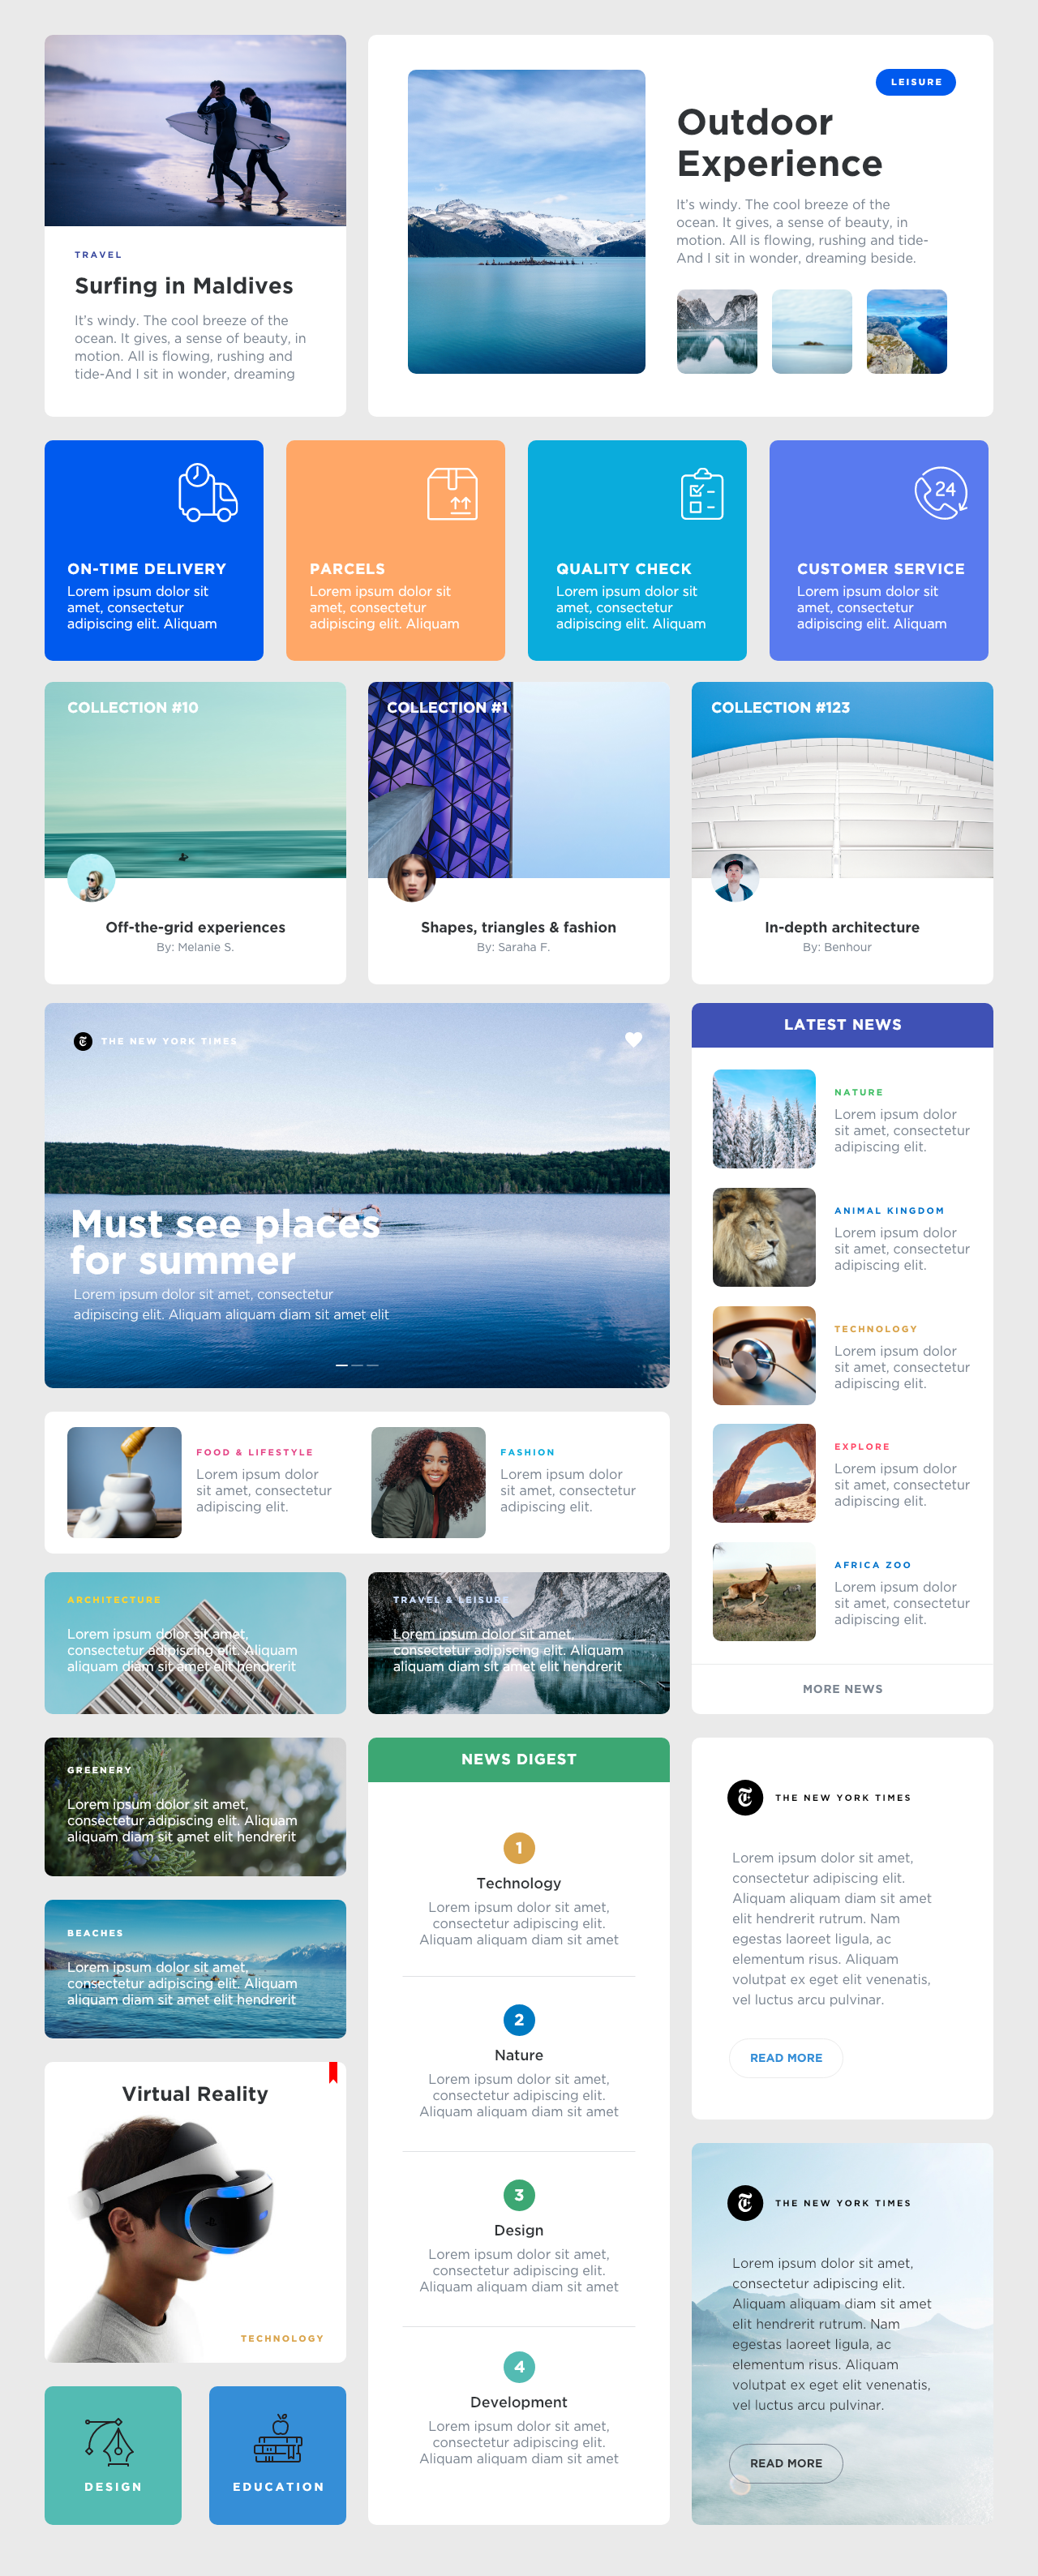 TRAVEL
Surfing in Maldives
It's windy. The cool breeze of the
ocean. It gives, a sense of beauty, in
motion. All is flowing, rushing and
tide-And I sit in wonder, dreaming
LEISURE
Outdoor
Experience
It's windy. The cool breeze of the
ocean. It gives, a sense of beauty, in
motion. All is flowing, rushing and tide-
And I sit in wonder, dreaming beside.
ON-TIME DELIVERY
Lorem ipsum dolor sit
amet, consectetur
adipiscing elit. Aliquam
PARCELS
Lorem ipsum dolor sit
amet, consectetur
adipiscing elit. Aliquam
QUALITY CHECK
Lorem ipsum dolor sit
amet, consectetur
adipiscing elit. Aliquam
24
CUSTOMER SERVICE
Lorem ipsum dolor sit
amet, consectetur
adipiscing elit. Aliquam
COLLECTION #10
Off-the-grid experiences
By: Melanie S.
COLLECTION #1
Shapes, triangles & fashion
By: Saraha F.
COLLECTION #123
In-depth architecture
By: Benhour
THE NEW YORK TIMES
Must see places
for summer
Lorem ipsum dolor sit amet, consectetur
adipiscing elit. Aliquam aliquam diam sit amet elit
LATEST NEWS
NATURE
Lorem ipsum dolor
sit amet, consectetur
adipiscing elit.
ANIMAL KINGDOM
Lorem ipsum dolor
sit amet, consectetur
adipiscing elit.
TECHNOLOGY
Lorem ipsum dolor
sit amet, consectetur
adipiscing elit.
EXPLORE
Lorem ipsum dolor
sit amet, consectetur
adipiscing elit.
AFRICA ZOO
Lorem ipsum dolor
sit amet, consectetur
adipiscing elit.
MORE NEWS
FOOD & LIFESTYLE
Lorem ipsum dolor
sit amet, consectetur
adipiscing elit.
FASHION
Lorem ipsum dolor
sit amet, consectetur
adipiscing elit.
ARCHITECTURE
Lorem ipsum dolor sit amet,
consectetur adipiscing elit. Aliquam
aliquam diam sit amet elit hendrerit
TRAVEL & LEISURE
Lorem ipsum dolor sit amet,
consectetur adipiscing elit. Aliquam
aliquam diam sit amet elit hendrerit
GREENERY
Lorem ipsum dolor sit amet,
consectetur adipiscing elit. Aliquam
aliquam diam sit amet elit hendrerit
BEACHES
Lorem ipsum dolor sit amet,
consectetur adipiscing elit. Aliquam
aliquam diam sit amet elit hendrerit
Virtual Reality
TECHNOLOGY
DESIGN
EDUCATION
NEWS DIGEST
1
Technology
Lorem ipsum dolor sit amet,
consectetur adipiscing elit.
Aliquam aliquam diam sit amet
2
Nature
Lorem ipsum dolor sit amet,
consectetur adipiscing elit.
Aliquam aliquam diam sit amet
3
Design
Lorem ipsum dolor sit amet,
consectetur adipiscing elit.
Aliquam aliquam diam sit amet
4
Development
Lorem ipsum dolor sit amet,
consectetur adipiscing elit.
Aliquam aliquam diam sit amet
THE NEW YORK TIMES
Lorem ipsum dolor sit amet,
consectetur adipiscing elit.
Aliquam aliquam diam sit amet
elit hendrerit rutrum. Nam
egestas laoreet ligula, ac
elementum risus. Aliquam
volutpat ex eget elit venenatis,
vel luctus arcu pulvinar.
READ MORE
THE NEW YORK TIMES
Lorem ipsum dolor sit amet,
consectetur adipiscing elit.
Aliquam aliquam diam sit amet
elit hendrerit rutrum. Nam
egestas laoreet ligula, ac
elementum risus. Aliquam
volutpat ex eget elit venenatis,
vel luctus arcu pulvinar.
READ MORE